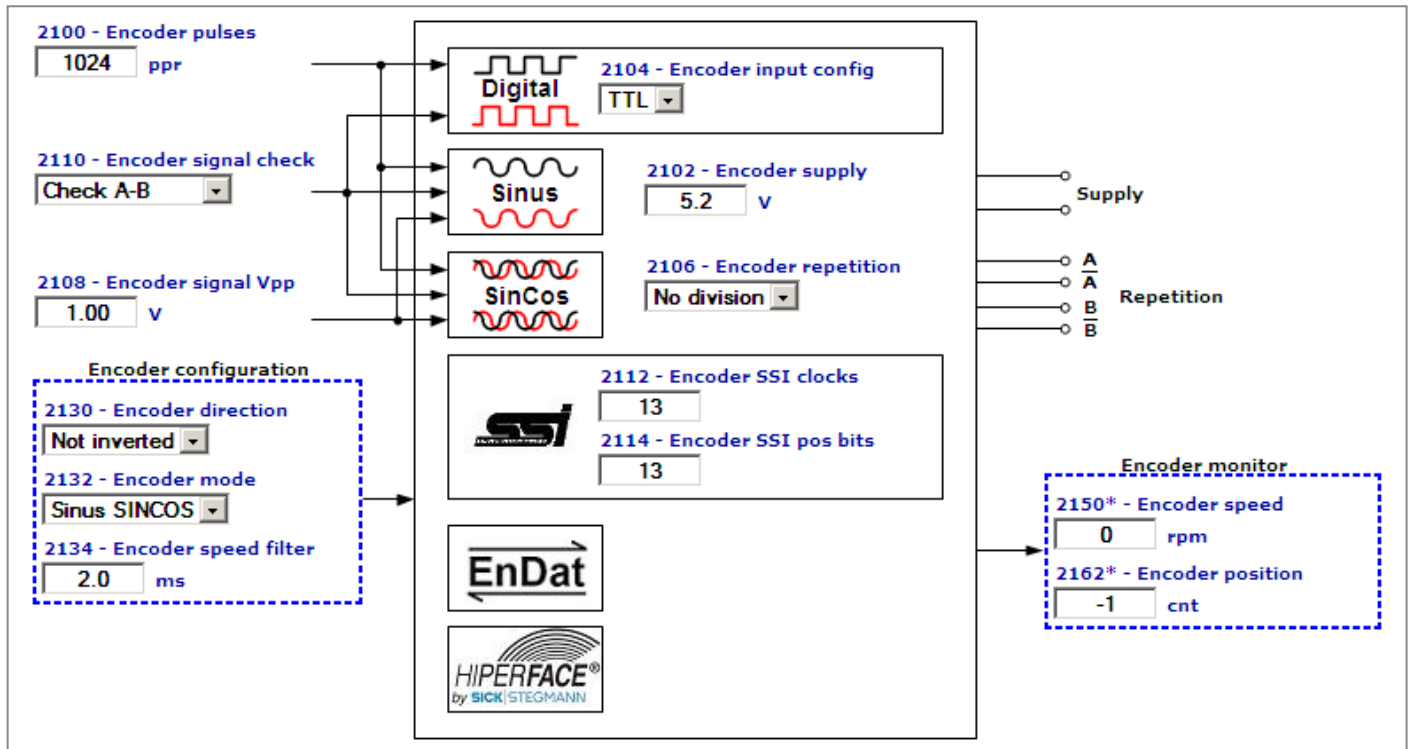 2100 - Encoder pulses
1024 ppr
2110 - Encoder signal check
Check A-B
2108 - Encoder signal Vpp
1.00 V
Encoder configuration
2130 - Encoder direction
Not inverted
2132 - Encoder mode
Sinus SINCOS
2134 - Encoder speed filter
2.0 ms
Digital
2104 - Encoder input config
TTL
Sinus
2102 - Encoder supply
5.2 V
SinCos
2106 - Encoder repetition
No division
SSI
2112 - Encoder SSI clocks
13
2114 - Encoder SSI pos bits
13
EnDat
HIPERFACE®
by SICK|STEGMANN
Supply
A
A̅
B
B̅
Repetition
Encoder monitor
2150* - Encoder speed
0 rpm
2162* - Encoder position
-1 cnt